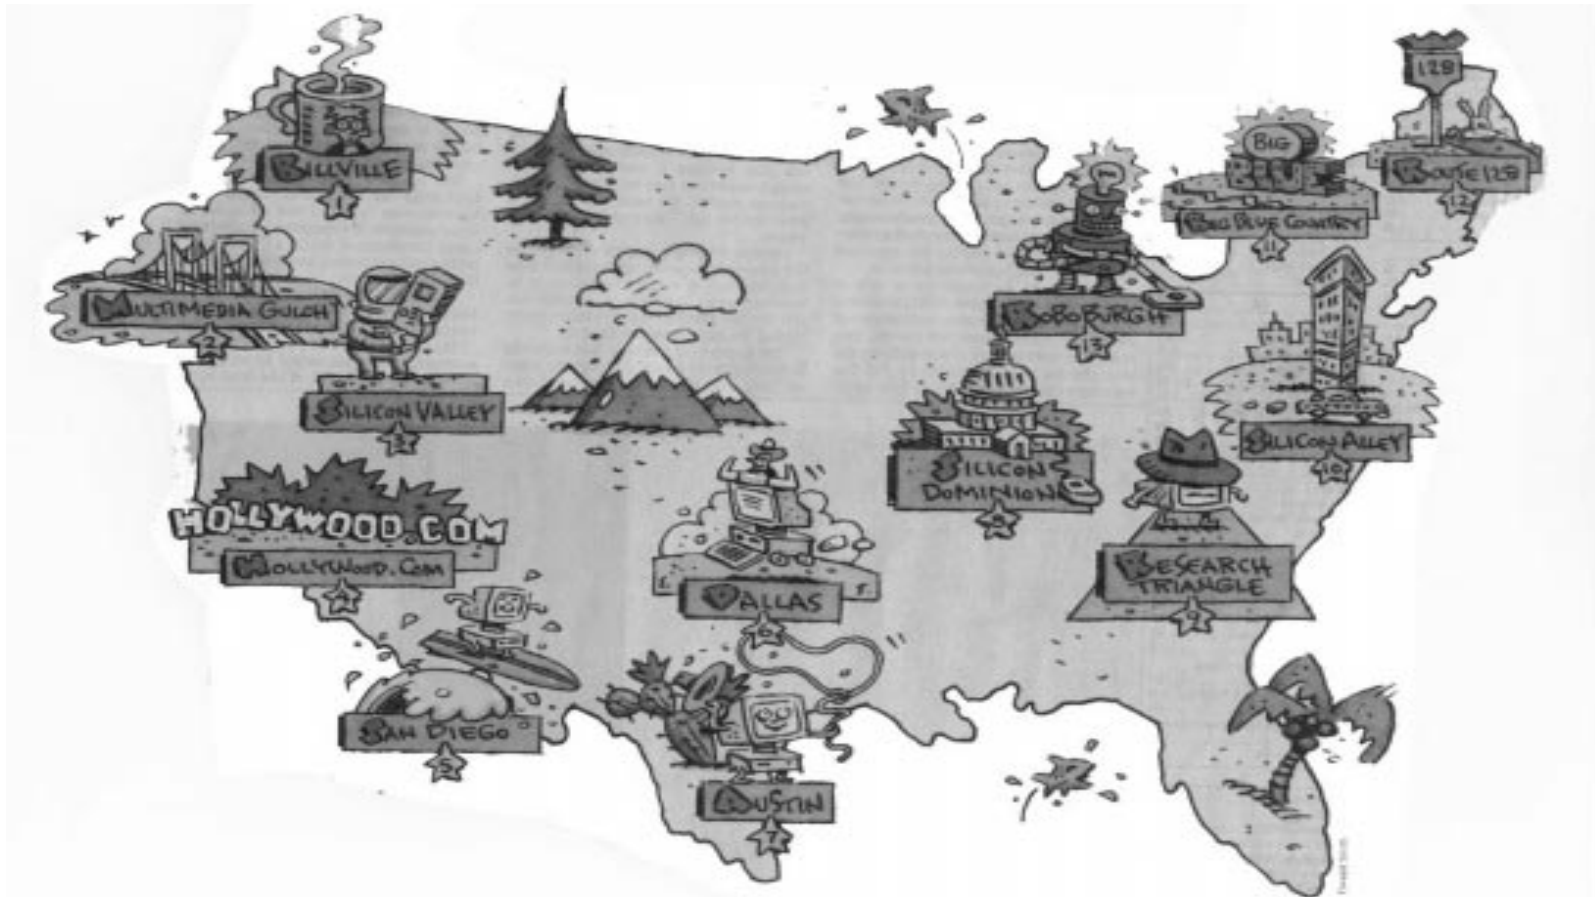 BILLVILLE
1
MULTIMEDIA GULCH
2
SILICON VALLEY
3
HOLLYWOOD.COM
HOLLYWOOD.COM
4
SAN DIEGO
5
DALLAS
6
AUSTIN
7
SILICON
DOMINION
8
RESEARCH
TRIANGLE
9
SILICON ALLEY
10
BIG
BLUE
BIG BLUE COUNTRY
11
128
ROUTE 128
12
ROBOBURGH
13